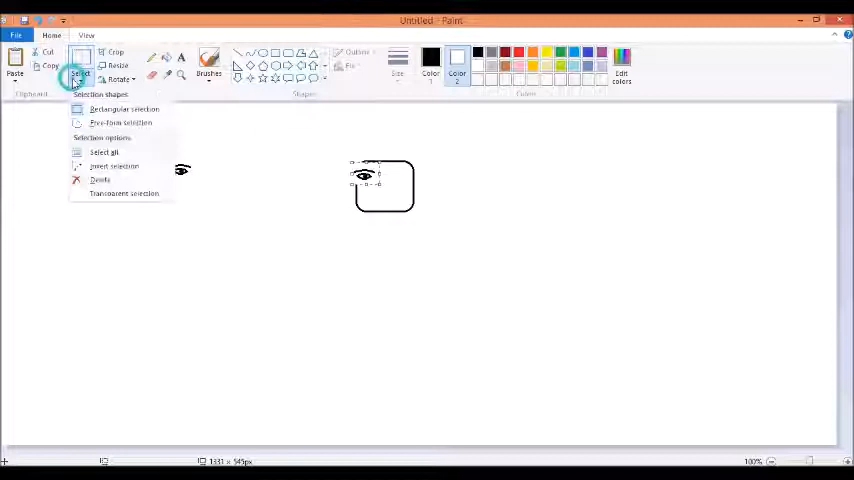 Untitled - Paint
File
Home
View
Paste
Cut
Copy
Clipboard
Select
Crop
Resize
Rotate
A
Brushes
Shapes
Outline
Fill
Size
Color
1
Color
2
Edit
colors
Colors
Selection shapes
Rectangular selection
Free-form selection
Selection options
Select all
Invert selection
Delete
Transparent selection
1331 × 545px
100%